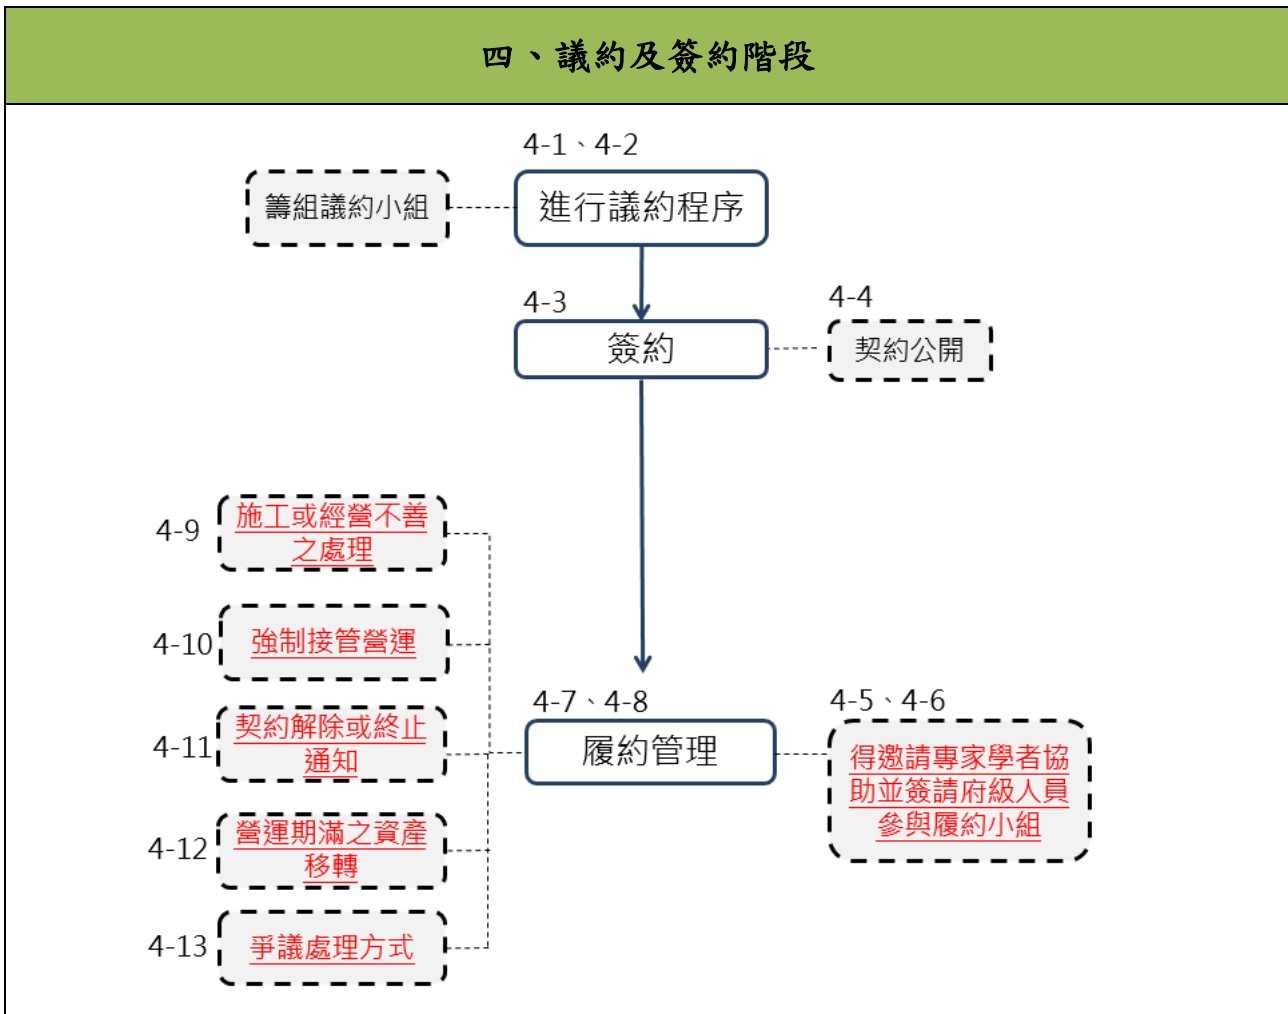 四、議約及簽約階段
4-1、4-2
籌組議約小組
進行議約程序
4-3
4-4
簽約
契約公開
4-9
施工或經營不善
之處理
4-10
強制接管營運
4-7、4-8
4-5、4-6
4-11
契約解除或終止
通知
履約管理
得邀請專家學者協
助並簽請府級人員
參與履約小組
4-12
營運期滿之資產
移轉
4-13
爭議處理方式